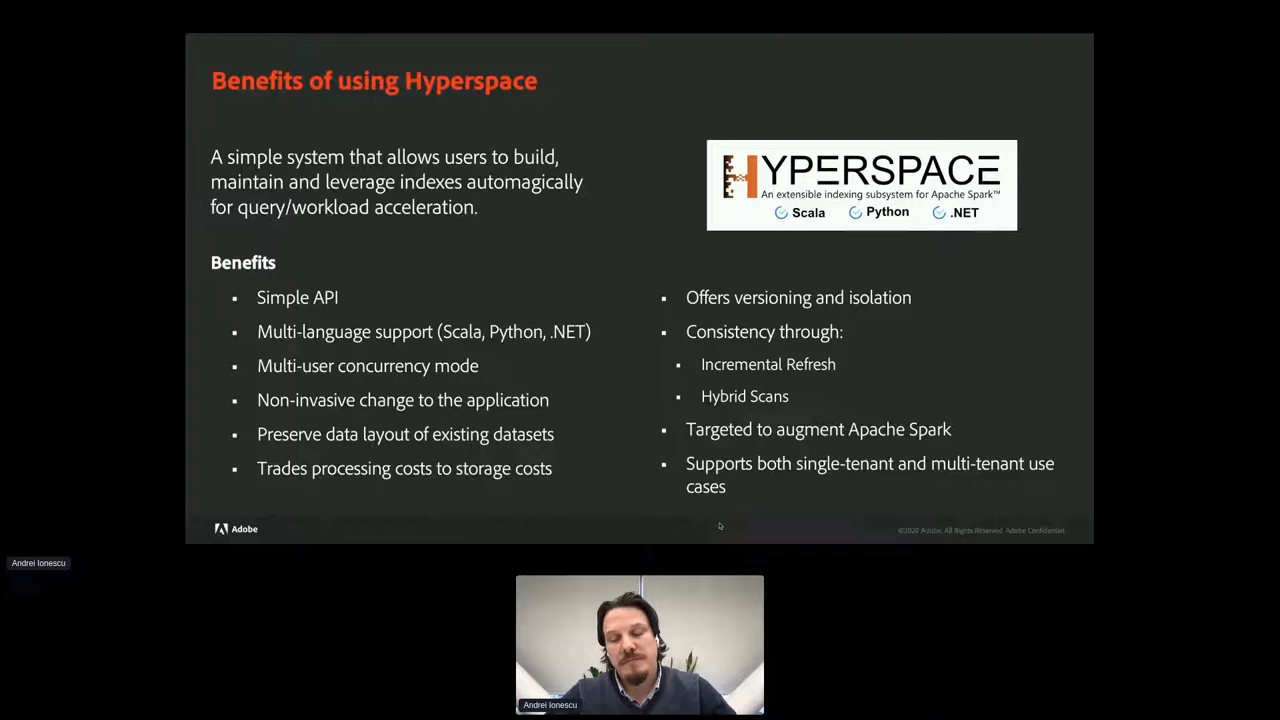 Benefits of using Hyperspace
A simple system that allows users to build,
maintain and leverage indexes automagically
for query/workload acceleration.
HYPERSPACE
An extensible indexing subsystem for Apache Spark™
Scala Python .NET
Benefits
Simple API
Multi-language support (Scala, Python, .NET)
Multi-user concurrency mode
Non-invasive change to the application
Preserve data layout of existing datasets
Trades processing costs to storage costs
Offers versioning and isolation
Consistency through:
Incremental Refresh
Hybrid Scans
Targeted to augment Apache Spark
Supports both single-tenant and multi-tenant use
cases
Adobe
©2020 Adobe. All Rights Reserved. Adobe Confidential.
Andrei Ionescu
Andrei Ionescu